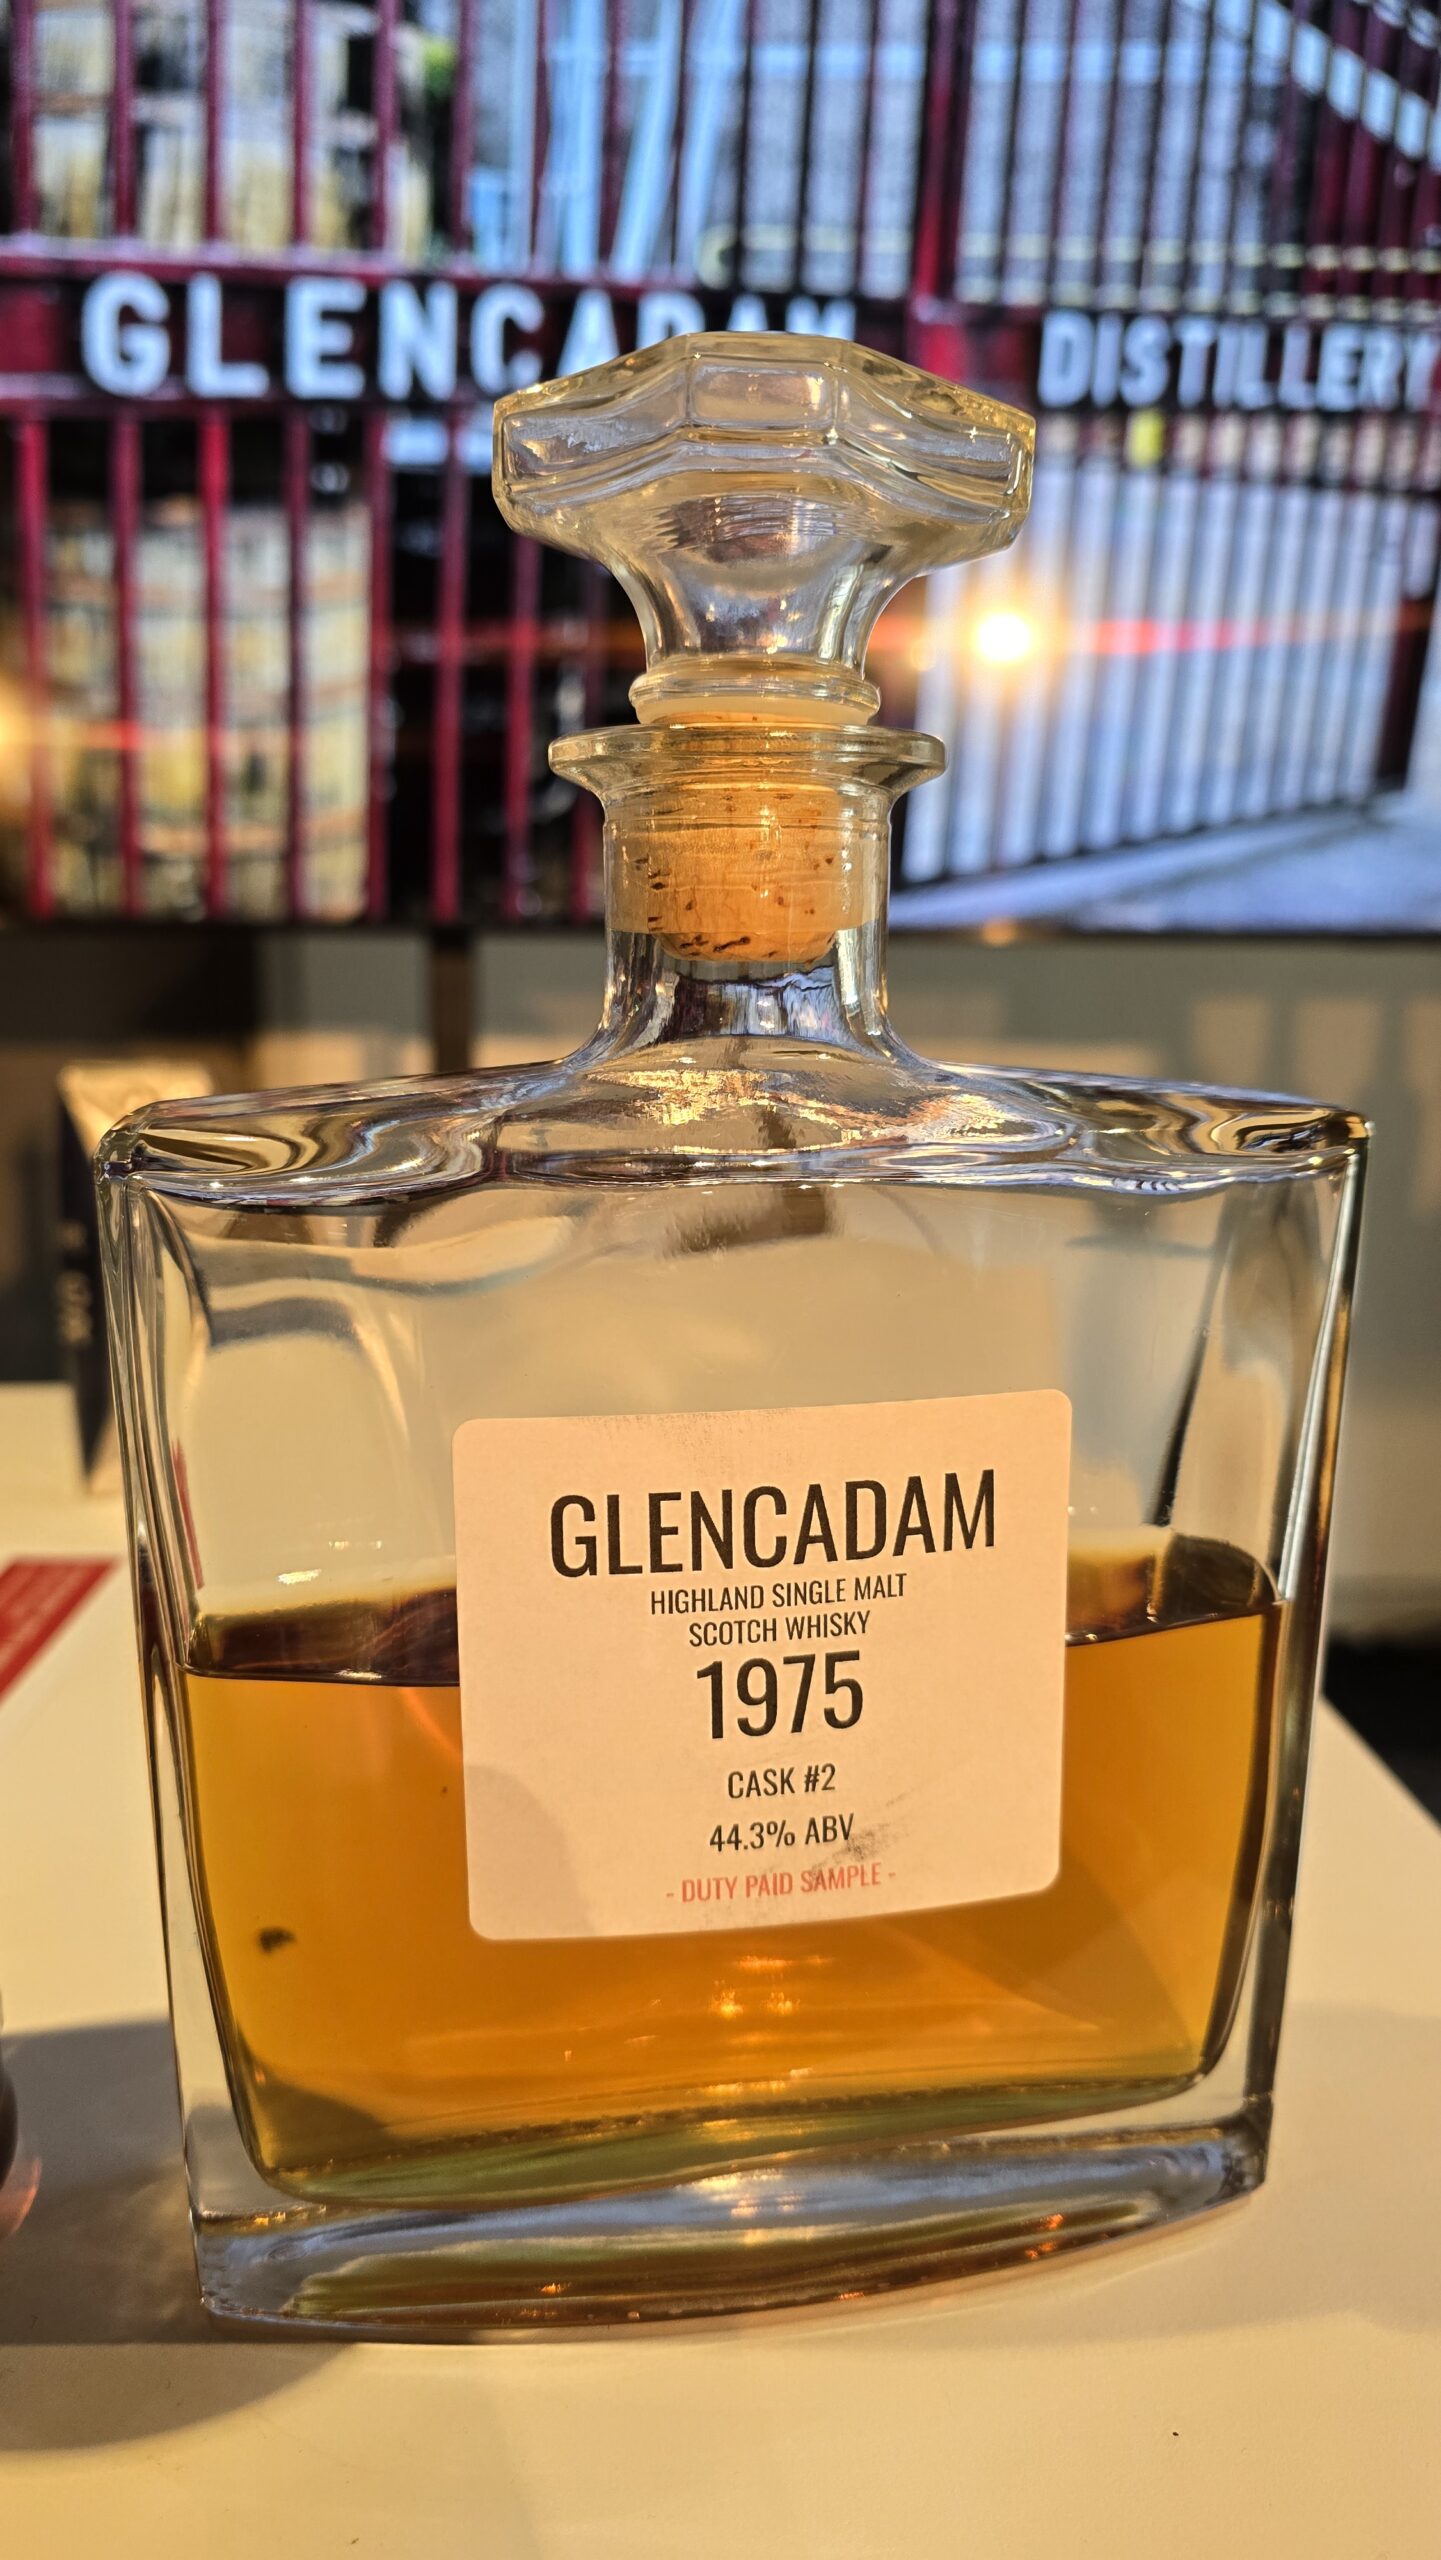 GLENCADAM DISTILLERY
GLENCADAM
HIGHLAND SINGLE MALT
SCOTCH WHISKY
1975
CASK #2
44.3% ABV
- DUTY PAID SAMPLE -